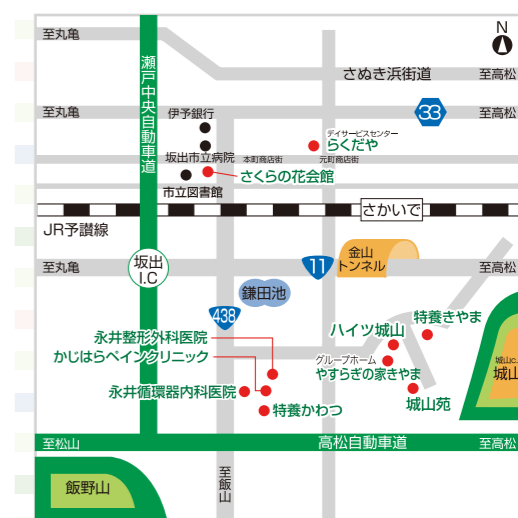 至丸亀
N
さぬき浜街道
至高松
瀬戸中央自動車道
至丸亀
伊予銀行
33
至高松
デイサービスセンター
らくだや
坂出市立病院
本町商店街
元町商店街
さくらの花会館
市立図書館
さかいで
JR予讃線
至丸亀
坂出
I.C
11
金山
トンネル
至高松
鎌田池
438
特養きやま
ハイツ城山
永井整形外科医院
かじはらペインクリニック
グループホーム
やすらぎの家きやま
城山C.
城山
永井循環器内科医院
特養かわつ
城山苑
至松山
高松自動車道
至高松
至飯山
飯野山